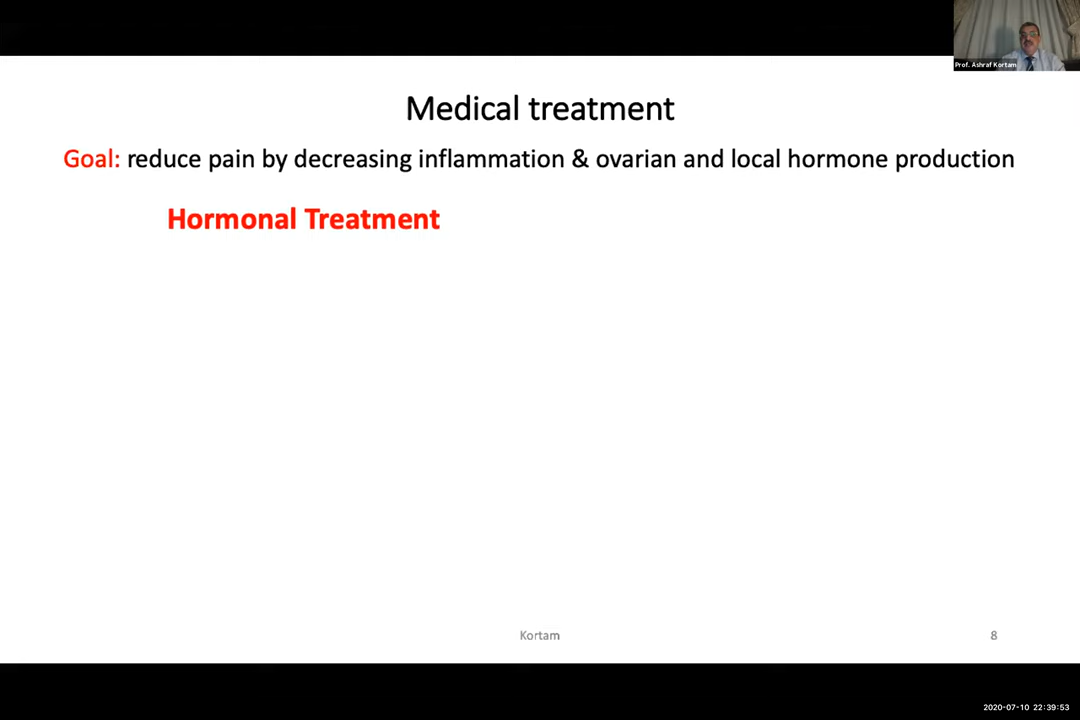 Prof. Ashraf Kortam
Medical treatment
Goal: reduce pain by decreasing inflammation & ovarian and local hormone production
Hormonal Treatment
Kortam
8
2020-07-10 22:39:53